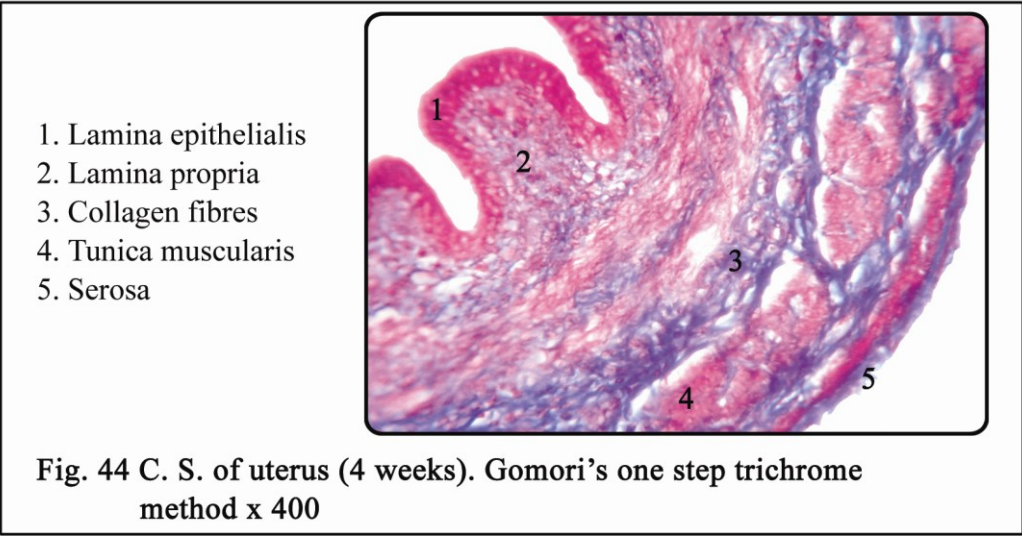 1. Lamina epithelialis
2. Lamina propria
3. Collagen fibres
4. Tunica muscularis
5. Serosa
1
2
3
4
5
Fig. 44 C. S. of uterus (4 weeks). Gomori's one step trichrome
method x 400